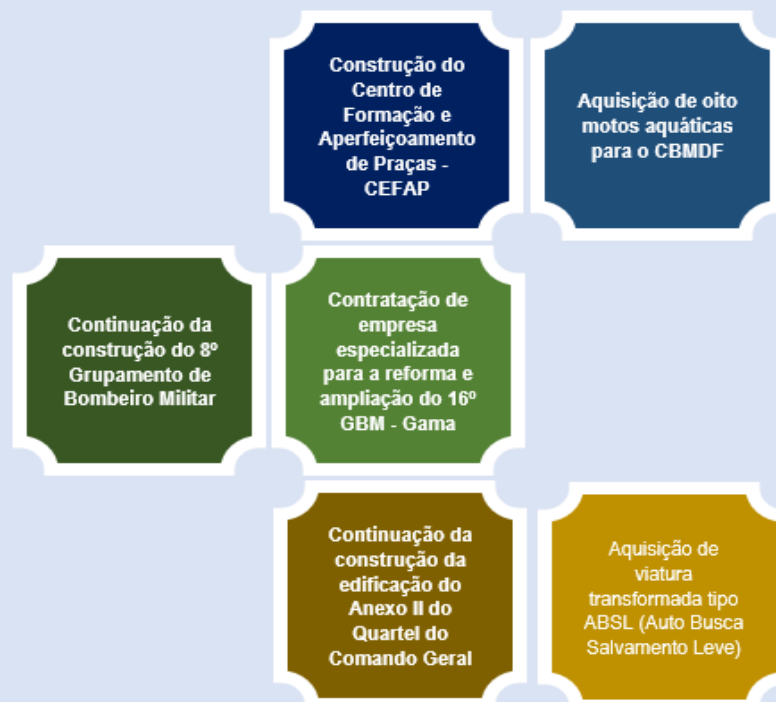 Construção do
Centro de
Formação e
Aperfeiçoamento
de Praças -
CEFAP
Aquisição de oito
motos aquáticas
para o CBMDF
Continuação da
construção do 8º
Grupamento de
Bombeiro Militar
Contratação de
empresa
especializada
para a reforma e
ampliação do 16º
GBM - Gama
Continuação da
construção da
edificação do
Anexo II do
Quartel do
Comando Geral
Aquisição de
viatura
transformada tipo
ABSL (Auto Busca
Salvamento Leve)